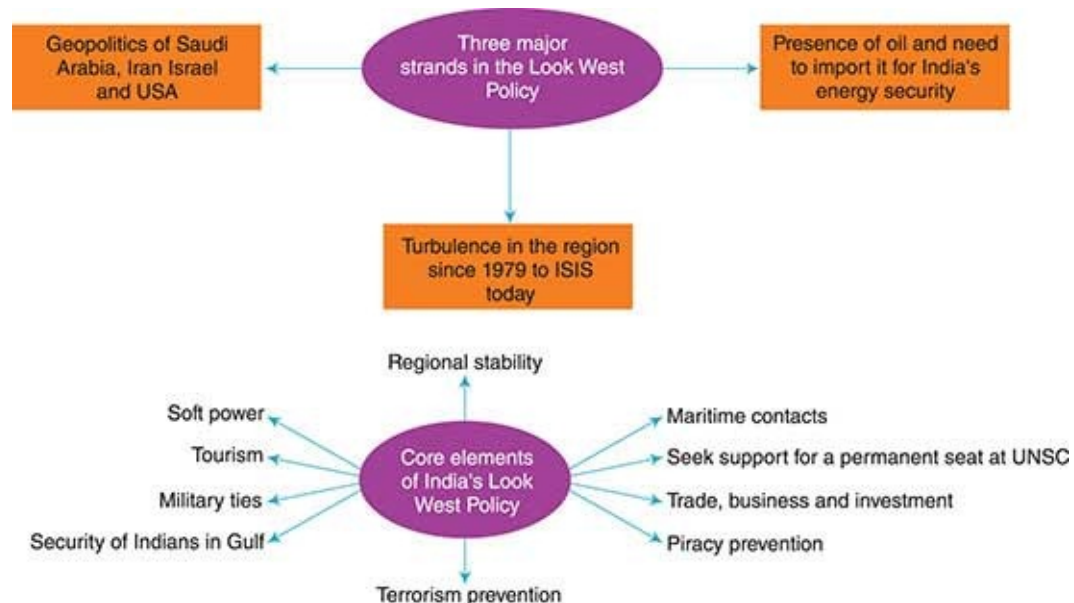 Geopolitics of Saudi
Arabia, Iran Israel
and USA
Three major
strands in the Look West
Policy
Presence of oil and need
to import it for India's
energy security
Turbulence in the region
since 1979 to ISIS
today
Regional stability
Soft power
Tourism
Military ties
Security of Indians in Gulf
Core elements
of India's Look
West Policy
Maritime contacts
Seek support for a permanent seat at UNSC
Trade, business and investment
Piracy prevention
Terrorism prevention